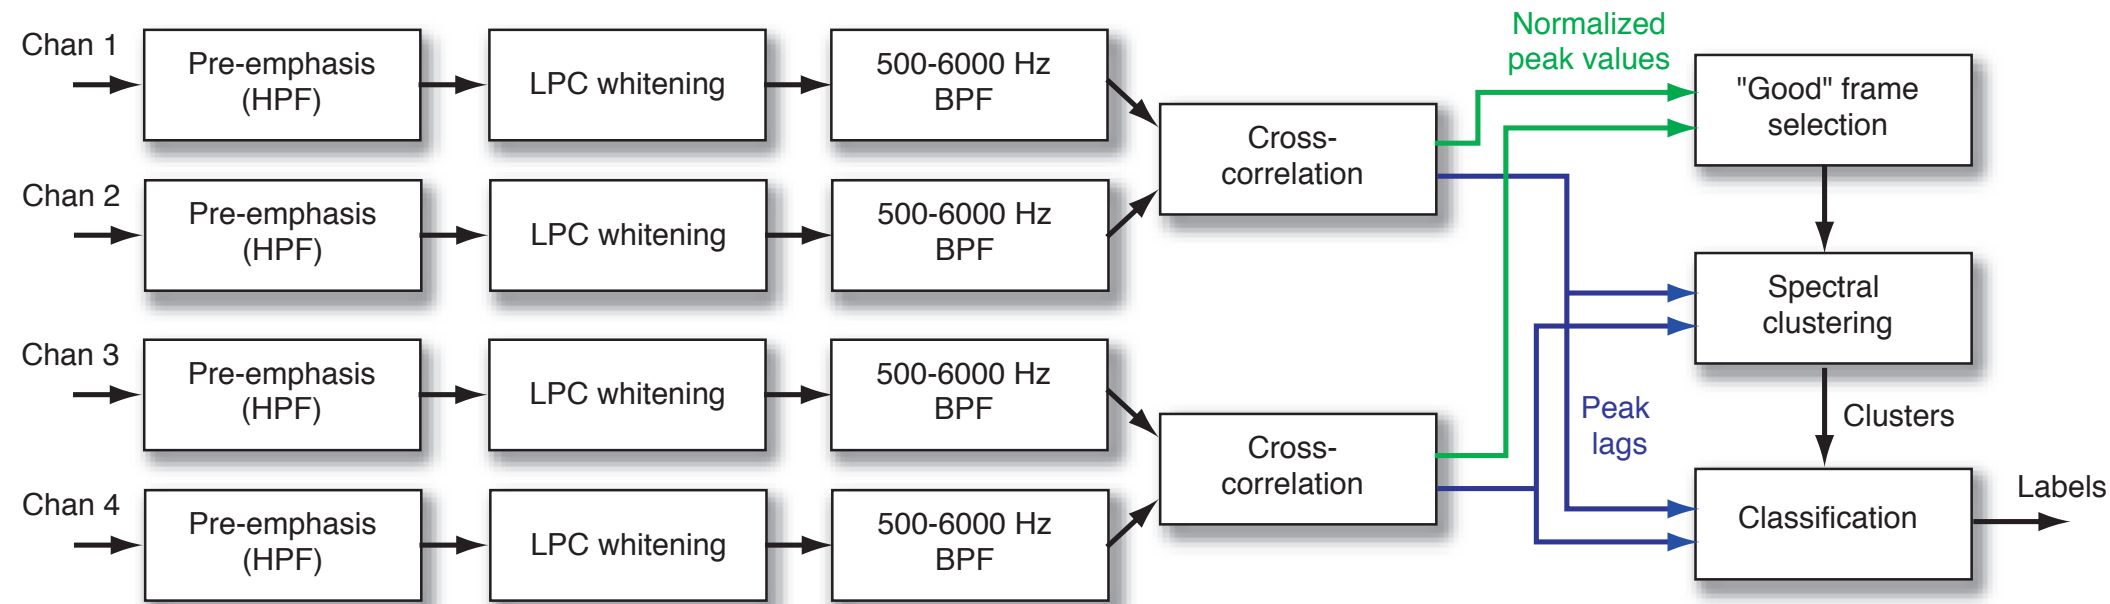 Chan 1
Pre-emphasis
(HPF)
LPC whitening
500-6000 Hz
BPF
Chan 2
Pre-emphasis
(HPF)
LPC whitening
500-6000 Hz
BPF
Cross-
correlation
Chan 3
Pre-emphasis
(HPF)
LPC whitening
500-6000 Hz
BPF
Chan 4
Pre-emphasis
(HPF)
LPC whitening
500-6000 Hz
BPF
Cross-
correlation
Normalized
peak values
"Good" frame
selection
Spectral
clustering
Peak
lags
Clusters
Classification
Labels